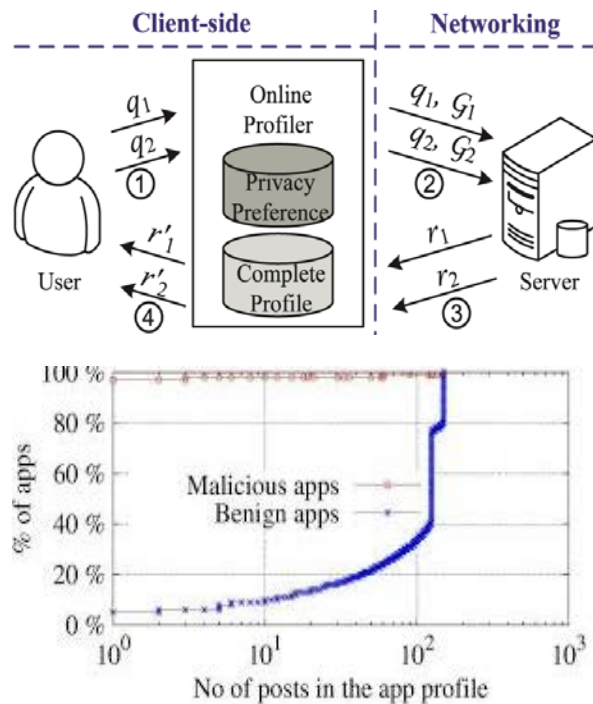 Client-side Networking
q1
q2
①
Online
Profiler
Privacy
Preference
Complete
Profile
q1, G1
q2, G2
②
r'1
r'2
④
r1
r2
③
User
Server
100 %
80 %
60 %
40 %
20 %
0 %
% of apps
Malicious apps
Benign apps
10^0 10^1 10^2 10^3
No of posts in the app profile